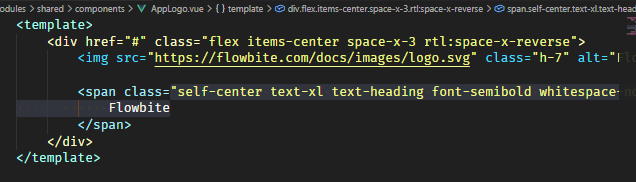 odules > shared > components > AppLogo.vue > {} template > div.flex.items-center.space-x-3.rtl:space-x-reverse > span.self-center.text-xl.text-head
<template>
<div href="#" class="flex items-center space-x-3 rtl:space-x-reverse">
<img src="https://flowbite.com/docs/images/logo.svg" class="h-7" alt="
<span class="self-center text-xl text-heading font-semibold whitespace-
Flowbite
</span>
</div>
</template>